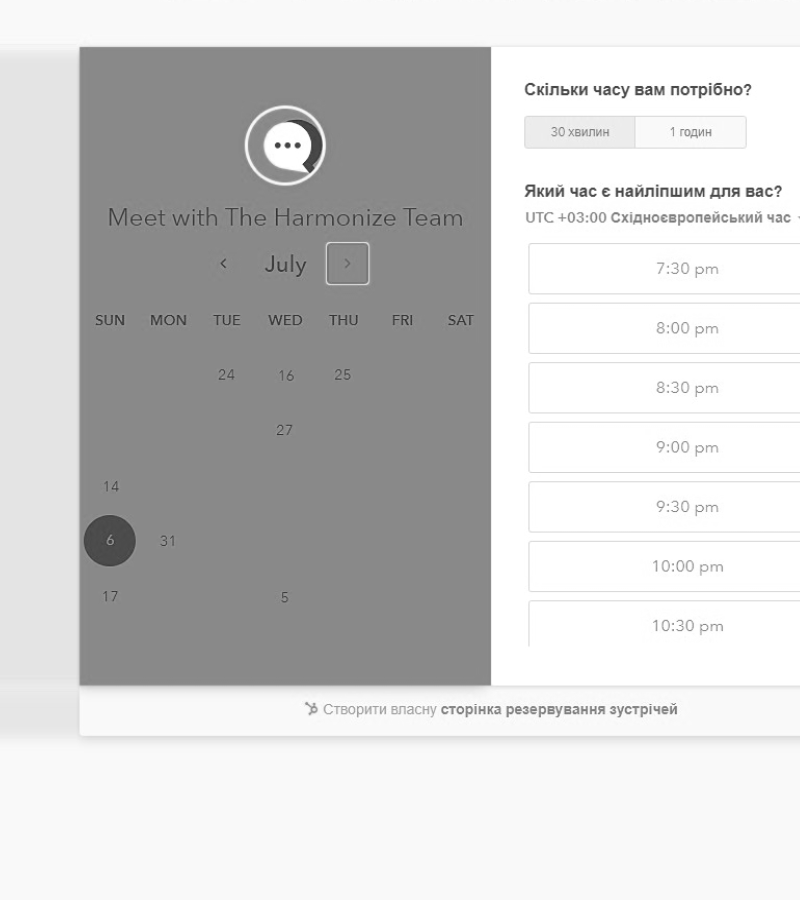 Meet with The Harmonize Team
July
SUN MON TUE WED THU FRI SAT
24 16 25
27
14
6 31
17 5
Скільки часу вам потрібно?
30 хвилин 1 годин
Який час є найліпшим для вас?
UTC +03:00 Східноєвропейський час
7:30 pm
8:00 pm
8:30 pm
9:00 pm
9:30 pm
10:00 pm
10:30 pm
Створити власну сторінка резервування зустрічей